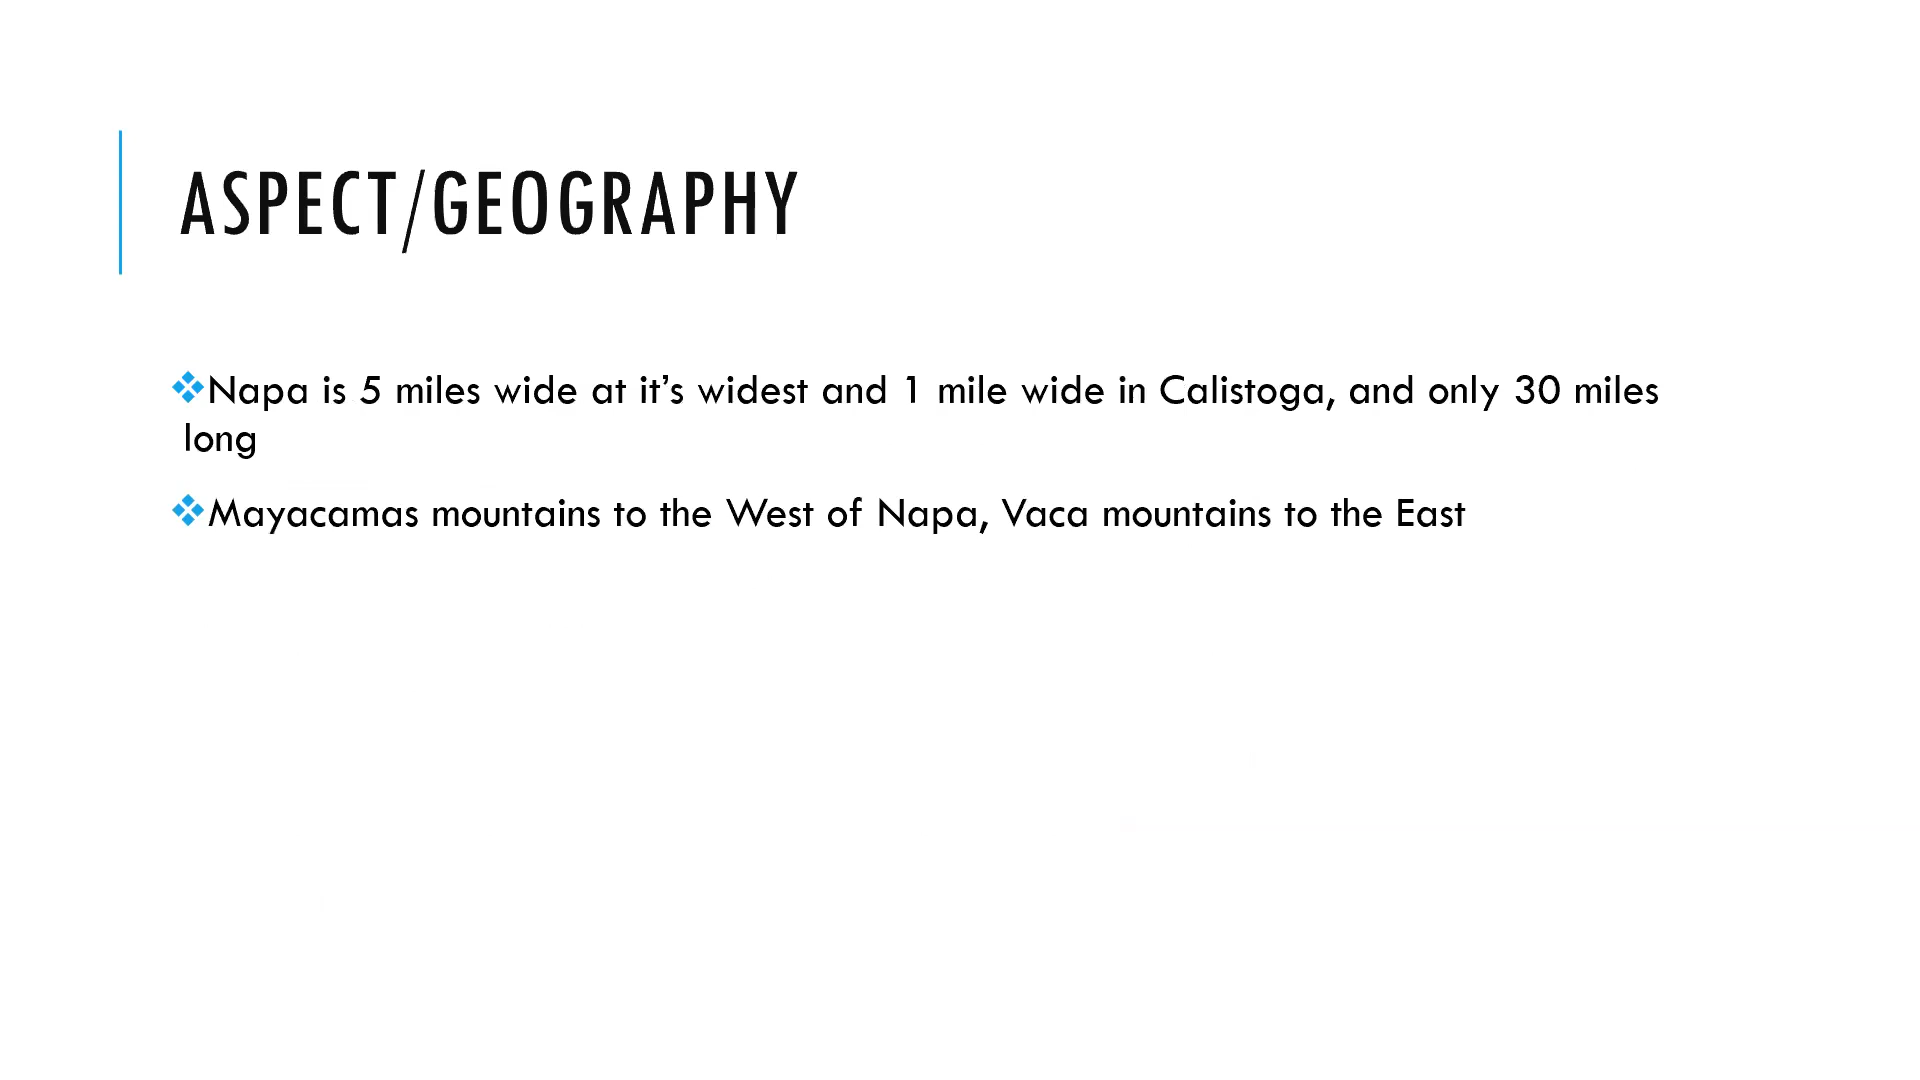 ASPECT/GEOGRAPHY
❖Napa is 5 miles wide at it’s widest and 1 mile wide in Calistoga, and only 30 miles
long
❖Mayacamas mountains to the West of Napa, Vaca mountains to the East